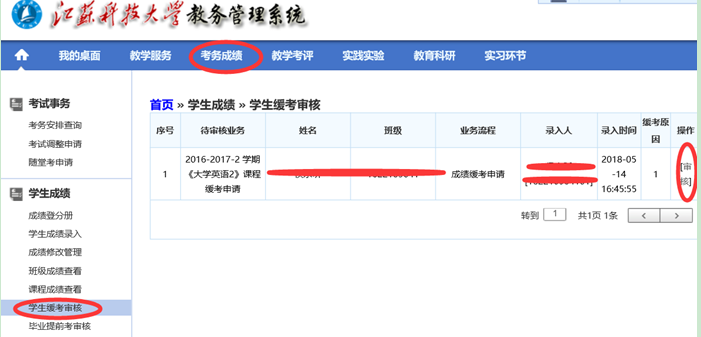 江苏科技大学教务管理系统
我的桌面 教学服务 考务成绩 教学考评 实践实验 教育科研 实习环节
考试事务
考务安排查询
考试调整申请
随堂考申请
学生成绩
成绩登分册
学生成绩录入
成绩修改管理
班级成绩查看
课程成绩查看
学生缓考审核
毕业提前考审核
首页 » 学生成绩 » 学生缓考审核
序号 待审核业务 姓名 班级 业务流程 录入人 录入时间 缓考原
因 操作
1 2016-2017-2 学期
《大学英语2》课程
缓考申请 成绩缓考申请 2018-05
-14
16:45:55 1 [审
核]
转到 1 共1页 1条 < >